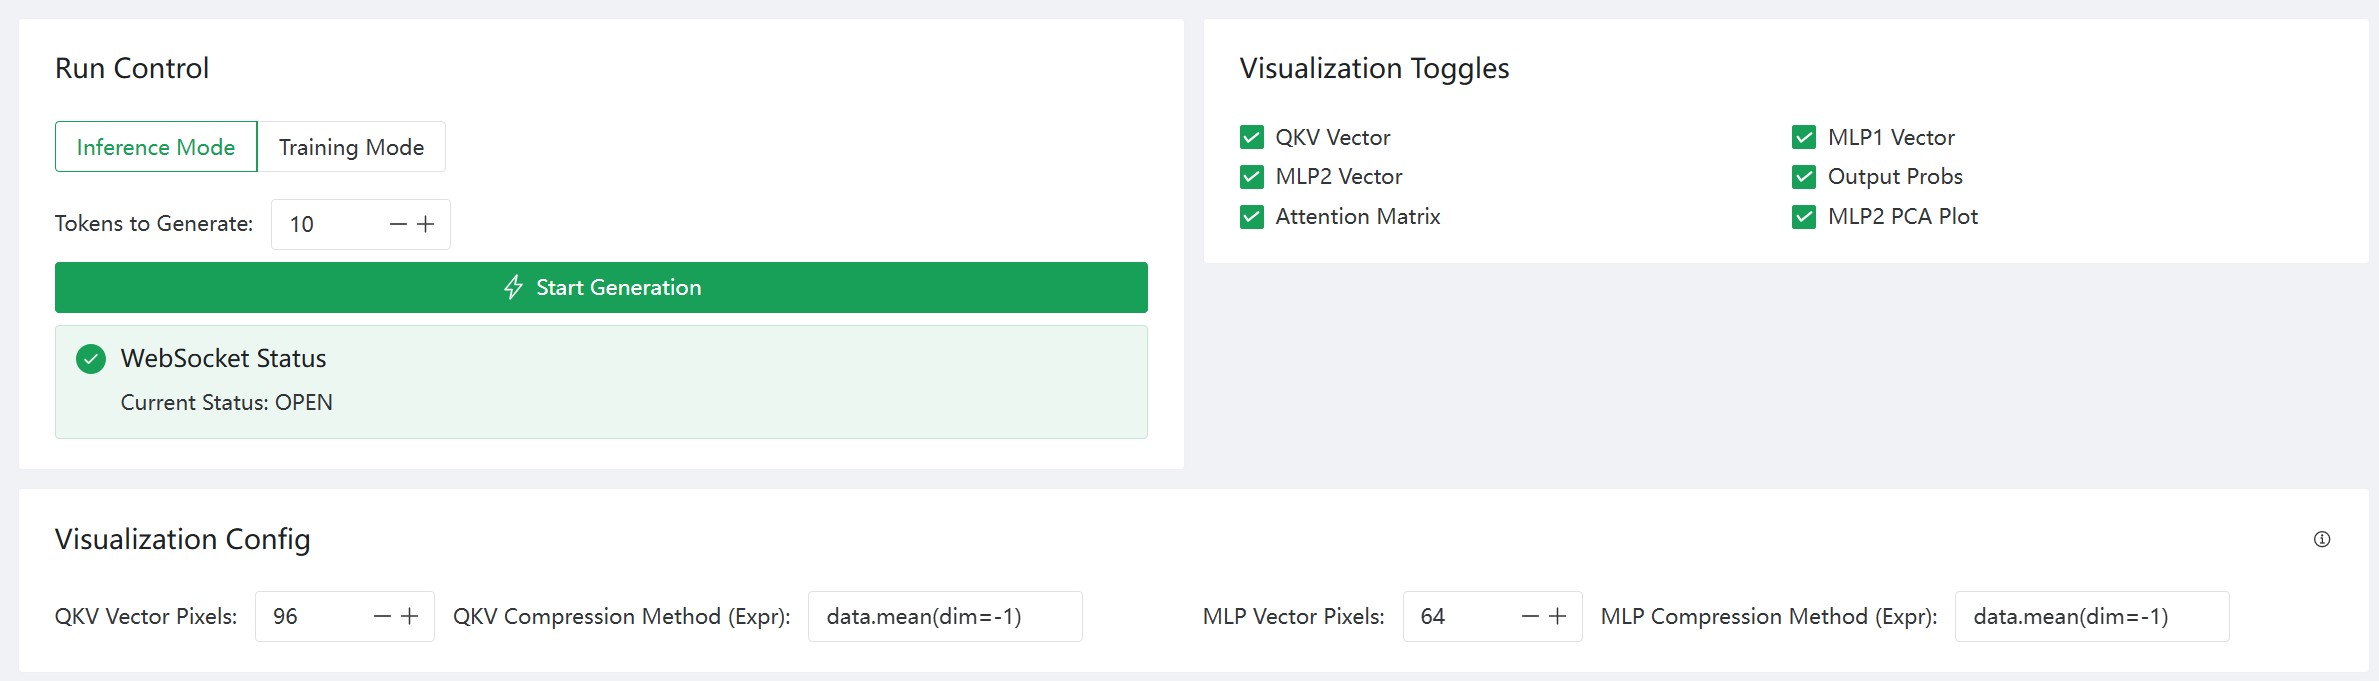 Run Control
Inference Mode
Training Mode
Tokens to Generate: 10
Start Generation
WebSocket Status
Current Status: OPEN
Visualization Toggles
QKV Vector
MLP1 Vector
MLP2 Vector
Output Probs
Attention Matrix
MLP2 PCA Plot
Visualization Config
QKV Vector Pixels: 96
QKV Compression Method (Expr): data.mean(dim=-1)
MLP Vector Pixels: 64
MLP Compression Method (Expr): data.mean(dim=-1)